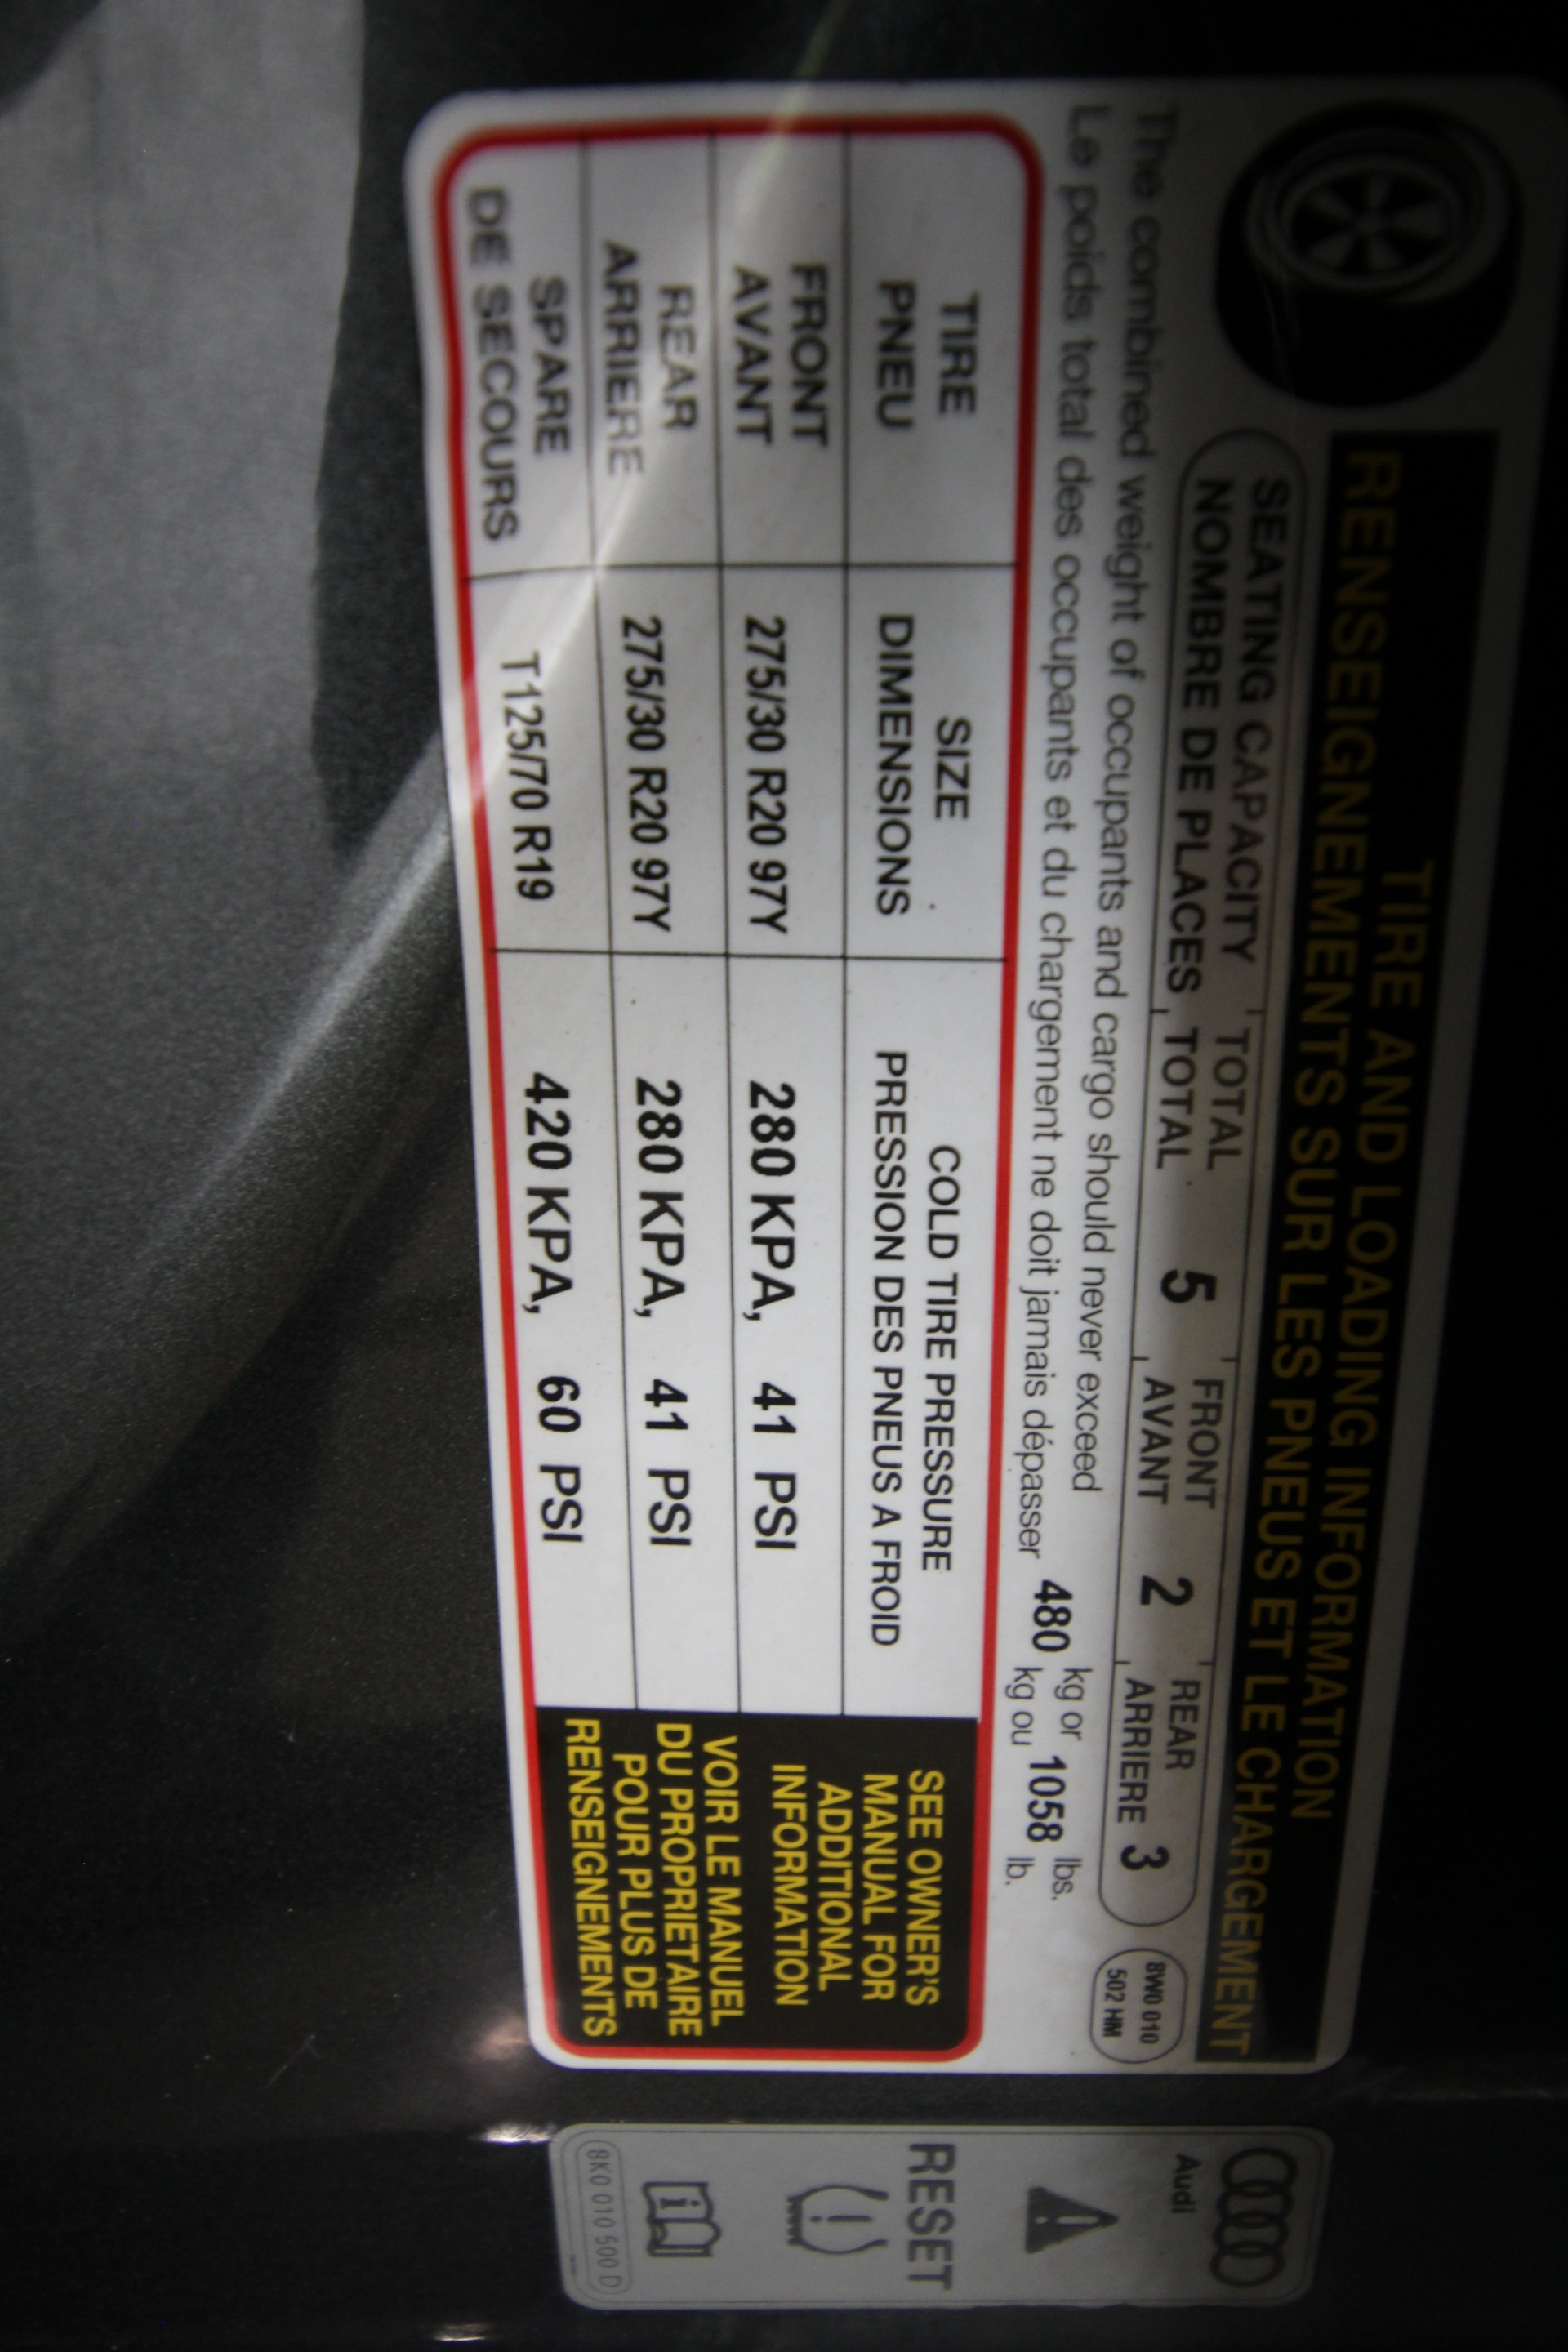 TIRE AND LOADING INFORMATION
RENSEIGNEMENTS SUR LES PNEUS ET LE CHARGEMENT
SEATING CAPACITY TOTAL 5 FRONT 2 REAR 3
NOMBRE DE PLACES TOTAL AVANT ARRIERE
8W0 010
502 HM
The combined weight of occupants and cargo should never exceed 480 kg or 1058 lbs.
Le poids total des occupants et du chargement ne doit jamais dépasser kg ou lb.
TIRE SIZE COLD TIRE PRESSURE
PNEU DIMENSIONS PRESSION DES PNEUS A FROID
FRONT
AVANT 275/30 R20 97Y 280 KPA, 41 PSI
REAR
ARRIERE 275/30 R20 97Y 280 KPA, 41 PSI
SPARE
DE SECOURS T125/70 R19 420 KPA, 60 PSI
SEE OWNER'S
MANUAL FOR
ADDITIONAL
INFORMATION
VOIR LE MANUEL
DU PROPRIETAIRE
POUR PLUS DE
RENSEIGNEMENTS
Audi
RESET
8K0 010 500 D